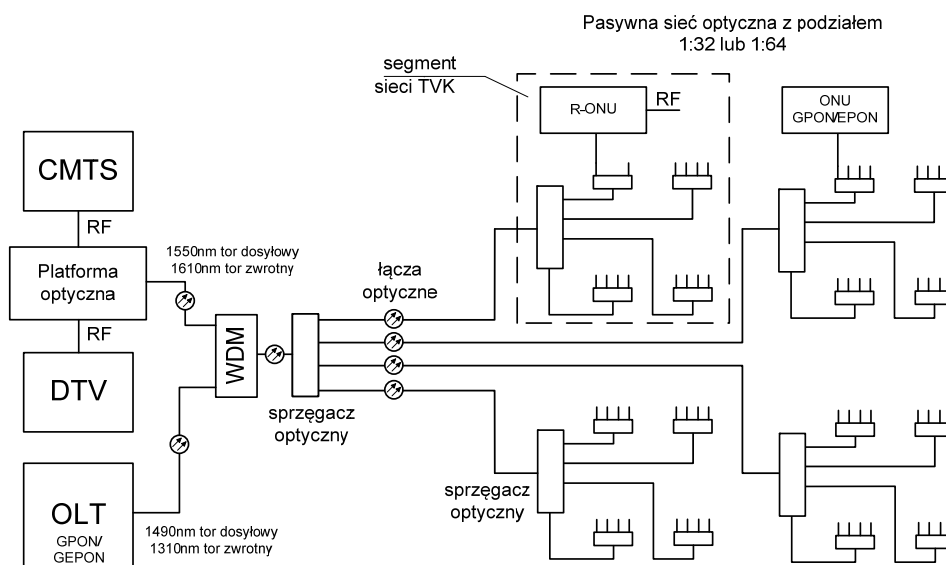 Pasywna sieć optyczna z podziałem
1:32 lub 1:64
segment
sieci TVK
R-ONU
RF
ONU
GPON/EPON
CMTS
RF
1550nm tor dosyłowy
1610nm tor zwrotny
Platforma
optyczna
łącza
optyczne
RF
WDM
DTV
sprzęgacz
optyczny
sprzęgacz
optyczny
OLT
GPON/
GEPON
1490nm tor dosyłowy
1310nm tor zwrotny